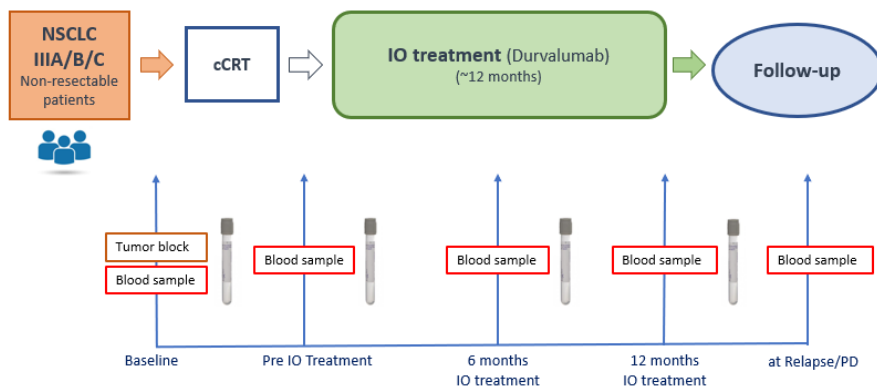 NSCLC
IIIA/B/C
Non-resectable
patients
cCRT
IO treatment (Durvalumab)
(~12 months)
Follow-up
Tumor block
Blood sample
Blood sample
Blood sample
Blood sample
Blood sample
Baseline
Pre IO Treatment
6 months
IO treatment
12 months
IO treatment
at Relapse/PD